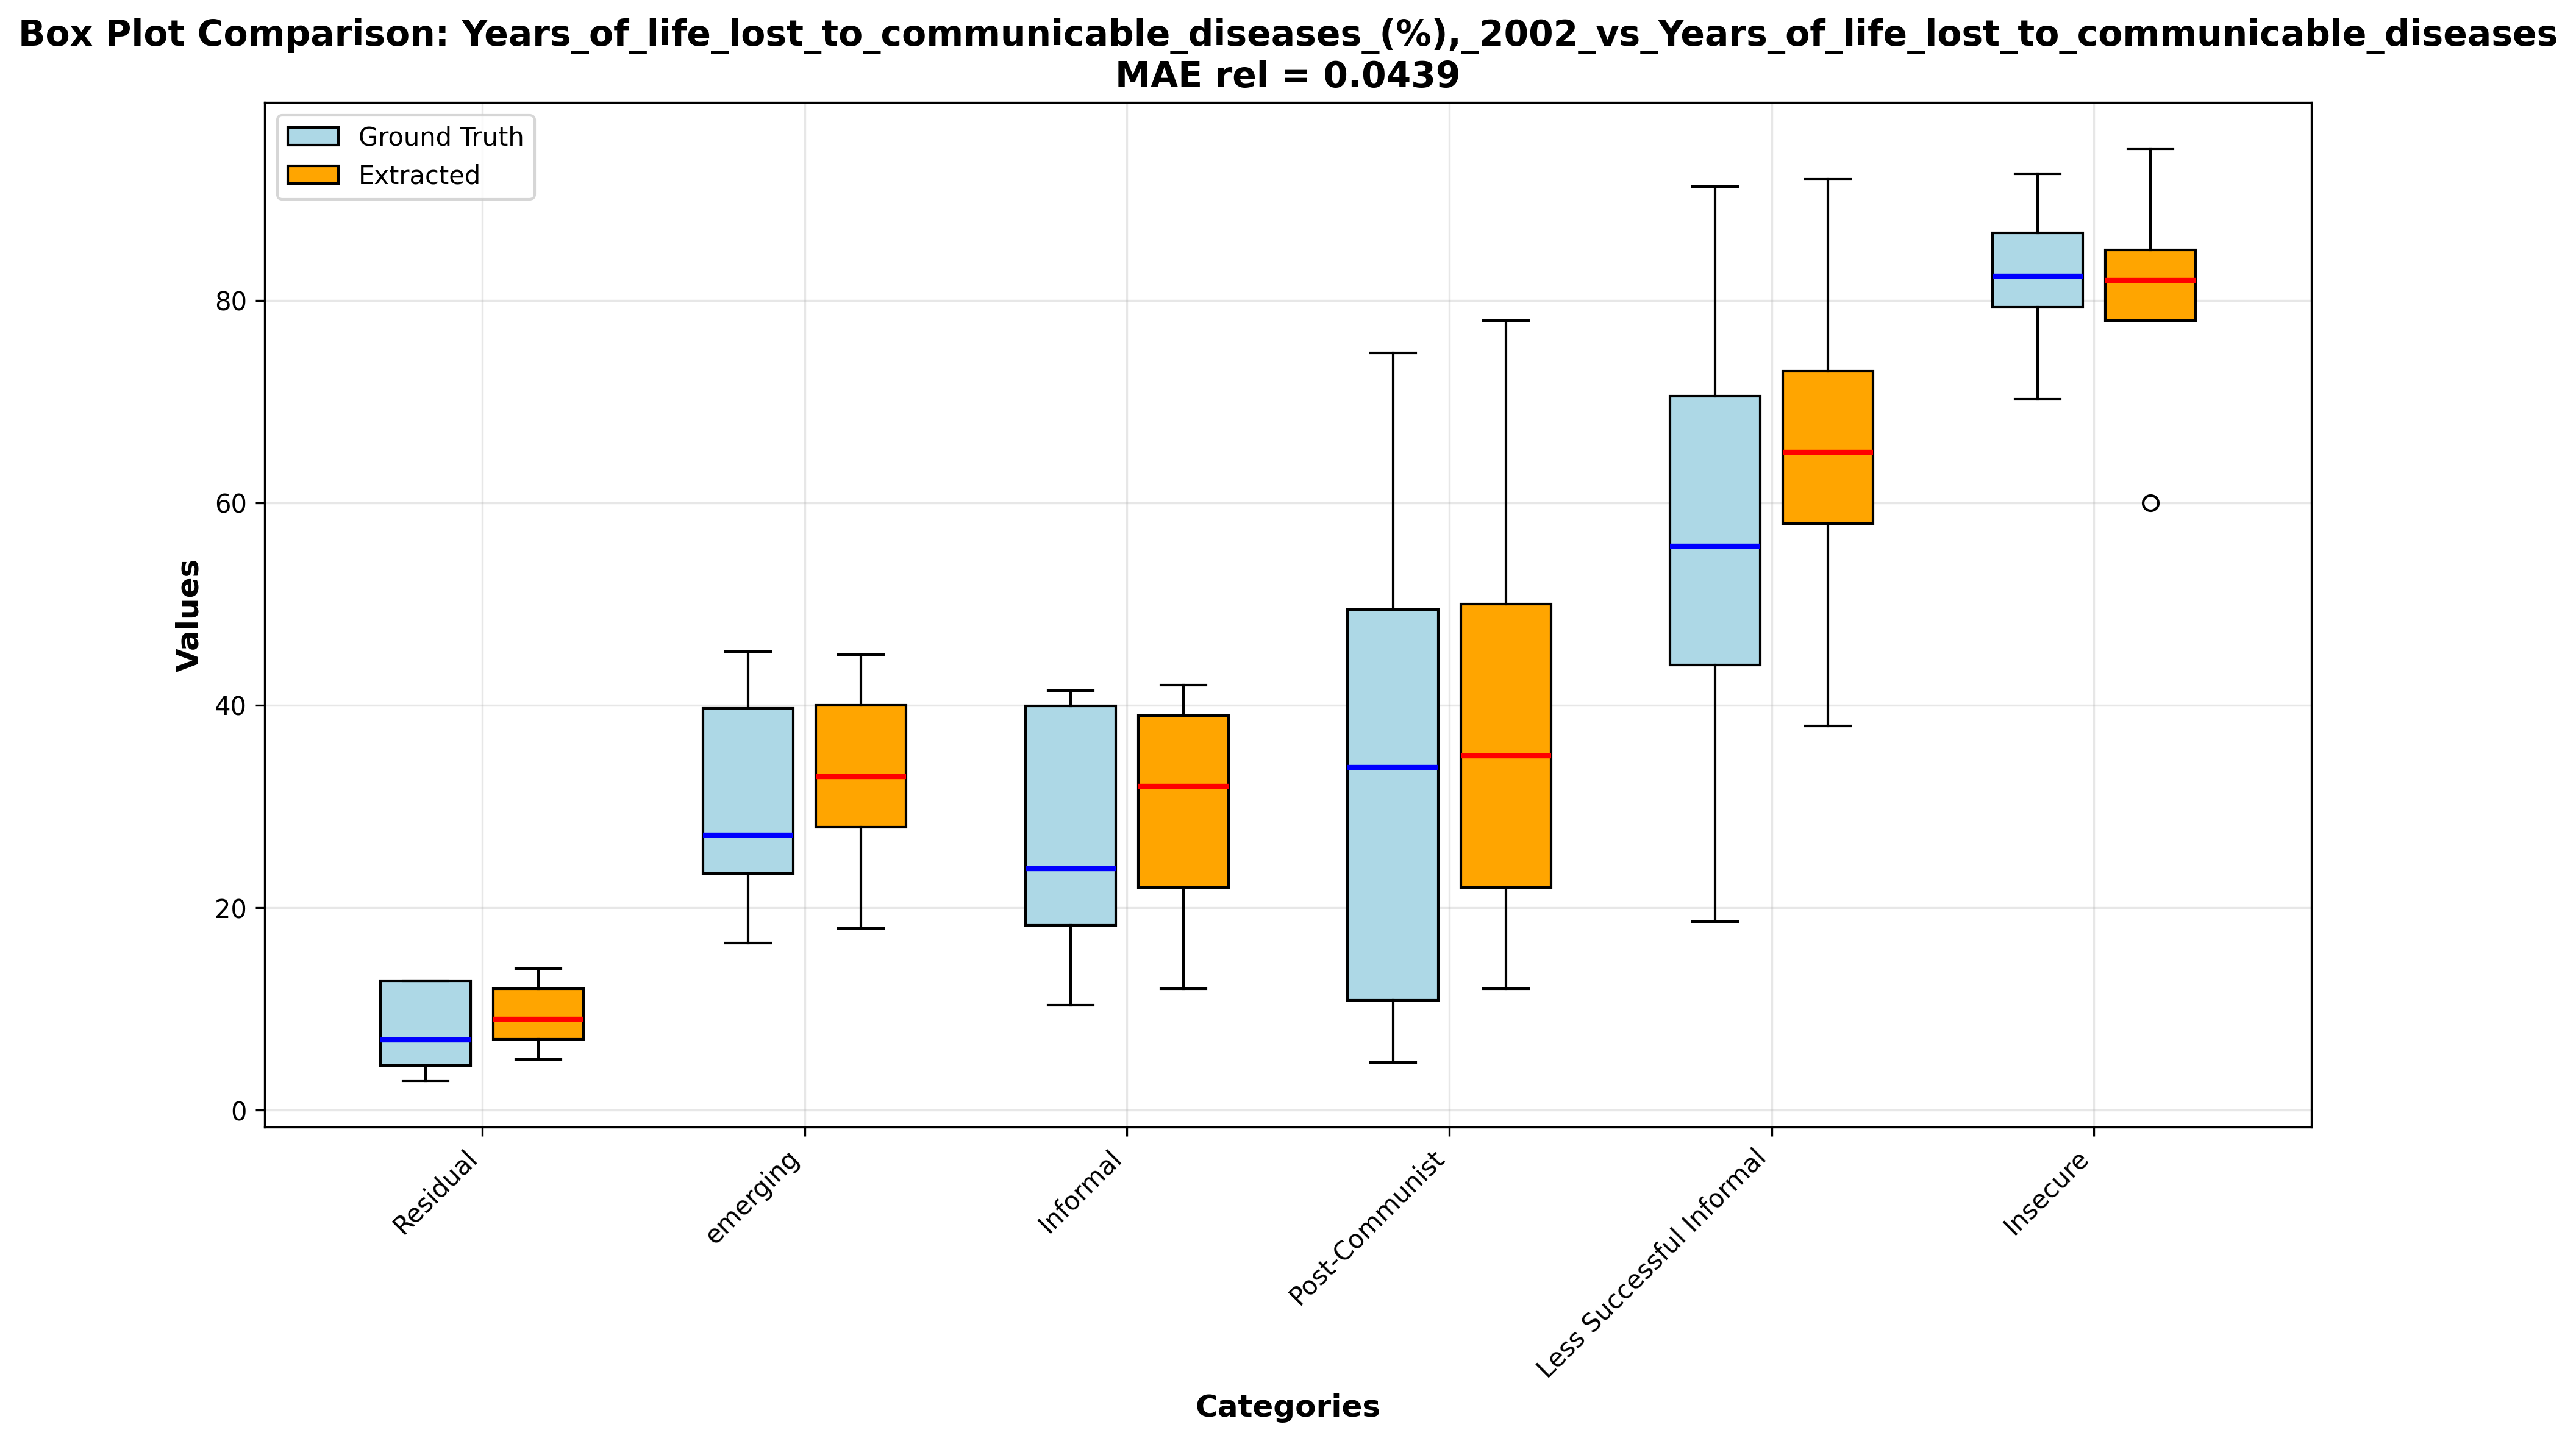 Box Plot Comparison: Years_of_life_lost_to_communicable_diseases_(%),_2002_vs_Years_of_life_lost_to_communicable_diseases
MAE rel = 0.0439
Ground Truth
Extracted
Values
80
60
40
20
0
Residual
emerging
Informal
Post-Communist
Less Successful Informal
Insecure
Categories